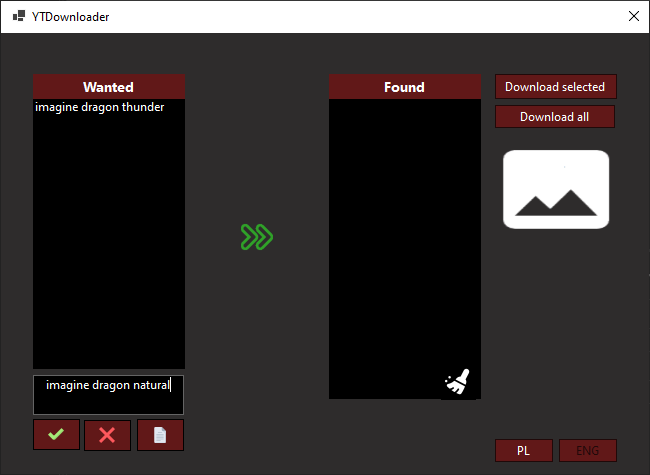 YTDownloader
Wanted
Found
Download selected
imagine dragon thunder
Download all
imagine dragon natural
PL
ENG